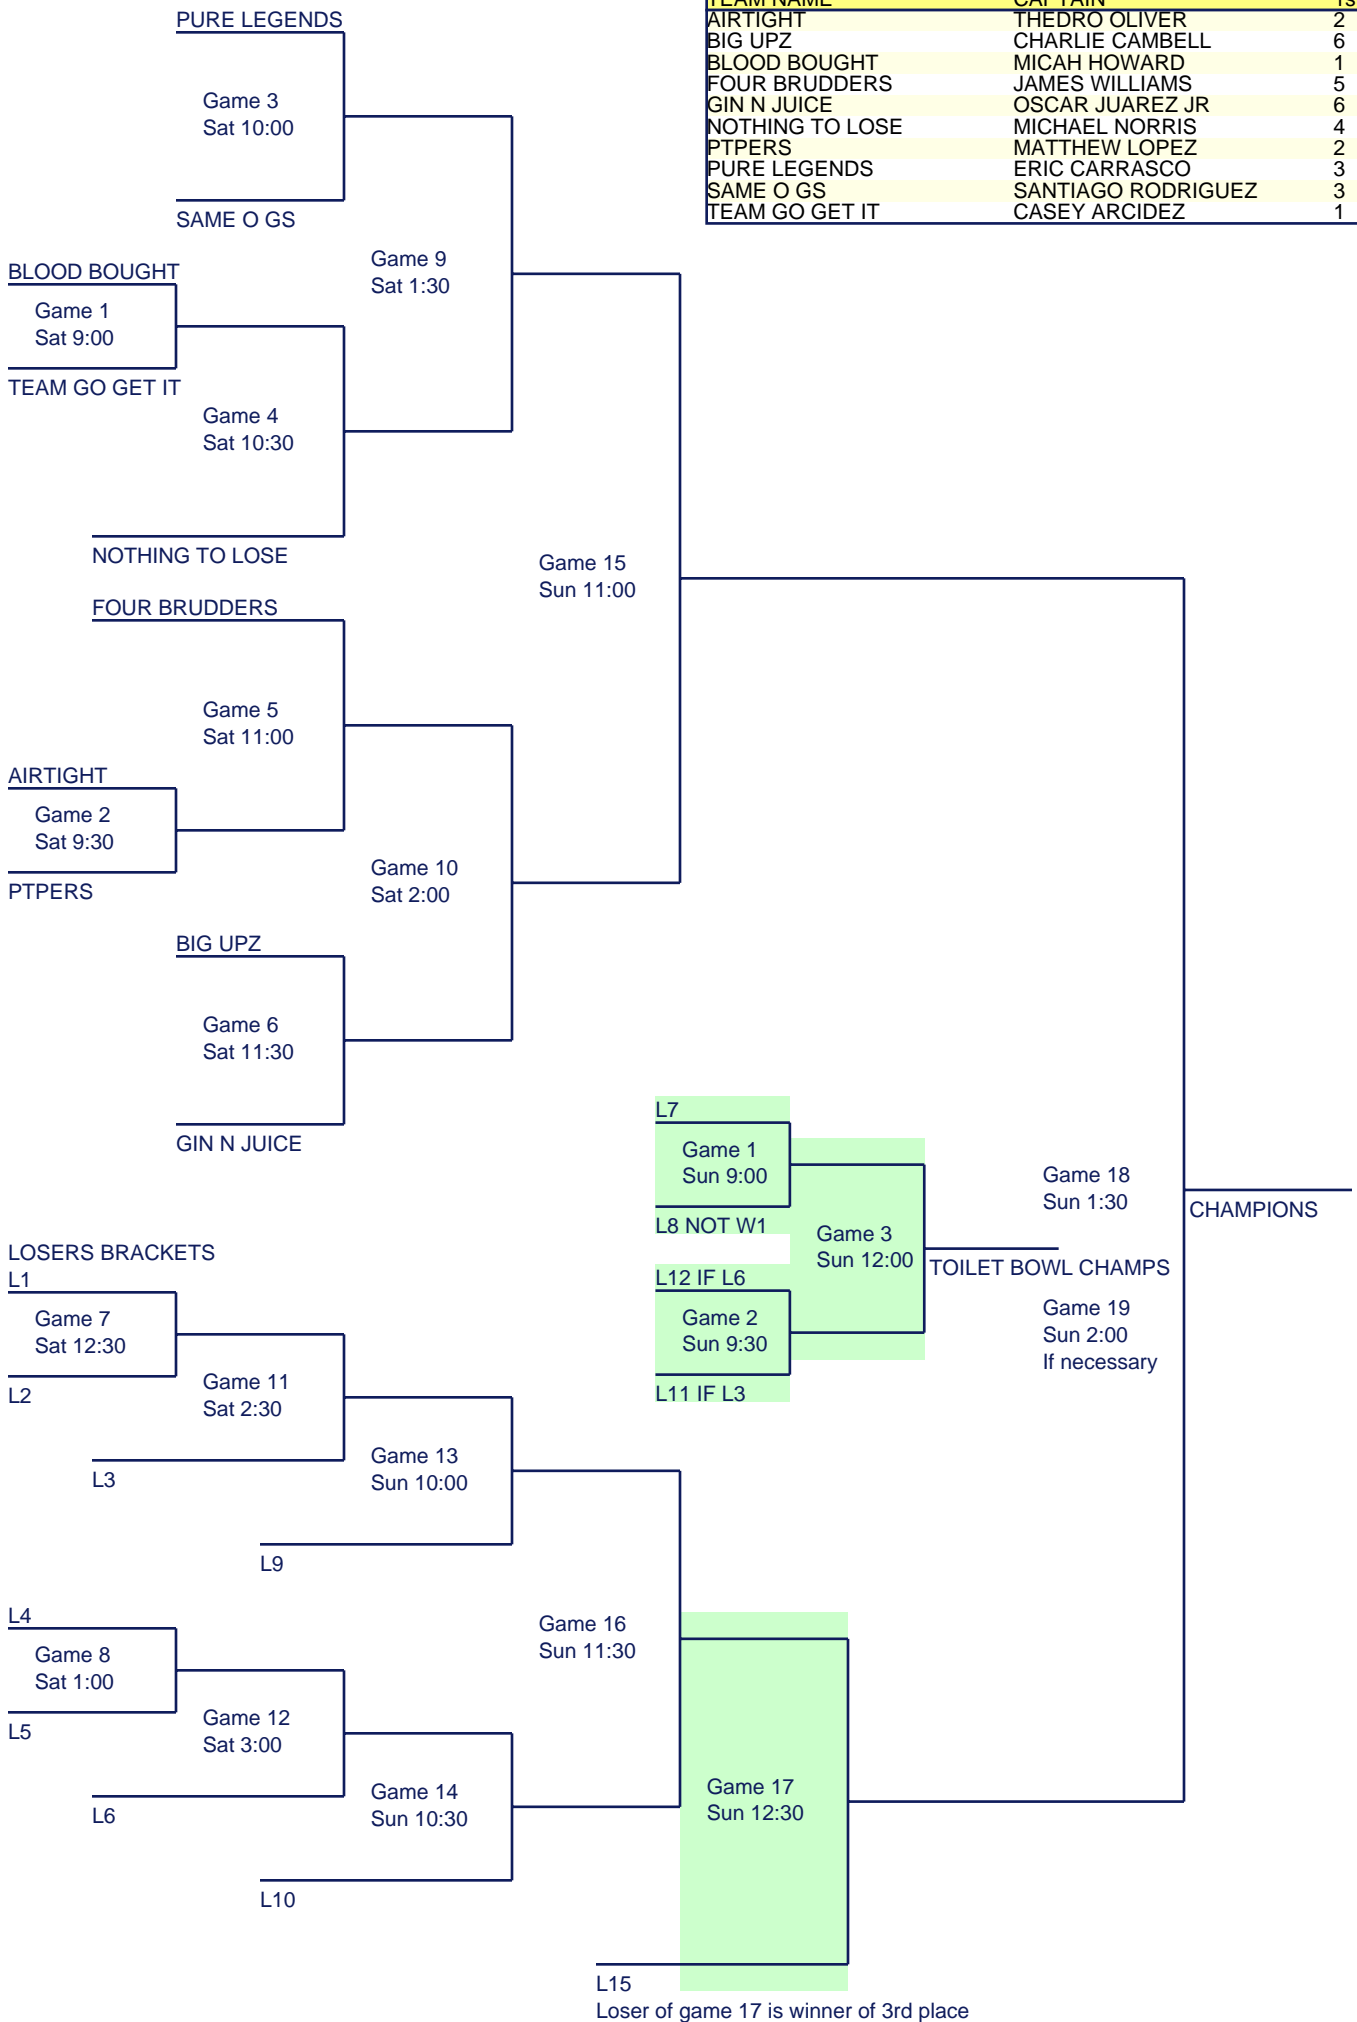 TEAM NAME CAPTAIN
AIRTIGHT THEDRO OLIVER 2
BIG UPZ CHARLIE CAMBELL 6
BLOOD BOUGHT MICAH HOWARD 1
FOUR BRUDDERS JAMES WILLIAMS 5
GIN N JUICE OSCAR JUAREZ JR 6
NOTHING TO LOSE MICHAEL NORRIS 4
PTPERS MATTHEW LOPEZ 2
PURE LEGENDS ERIC CARRASCO 3
SAME O GS SANTIAGO RODRIGUEZ 3
TEAM GO GET IT CASEY ARCIDEZ 1
PURE LEGENDS
Game 3
Sat 10:00
SAME O GS
Game 9
Sat 1:30
BLOOD BOUGHT
Game 1
Sat 9:00
TEAM GO GET IT
Game 4
Sat 10:30
NOTHING TO LOSE
Game 15
Sun 11:00
FOUR BRUDDERS
Game 5
Sat 11:00
AIRTIGHT
Game 2
Sat 9:30
PTPERS
Game 10
Sat 2:00
BIG UPZ
Game 6
Sat 11:30
GIN N JUICE
L7
Game 1
Sun 9:00
L8 NOT W1
Game 3
Sun 12:00
L12 IF L6
Game 2
Sun 9:30
L11 IF L3
TOILET BOWL CHAMPS
Game 18
Sun 1:30
CHAMPIONS
Game 19
Sun 2:00
If necessary
LOSERS BRACKETS
L1
Game 7
Sat 12:30
L2
Game 11
Sat 2:30
L3
Game 13
Sun 10:00
L9
L4
Game 8
Sat 1:00
L5
Game 12
Sat 3:00
L6
Game 14
Sun 10:30
L10
Game 16
Sun 11:30
Game 17
Sun 12:30
L15
Loser of game 17 is winner of 3rd place